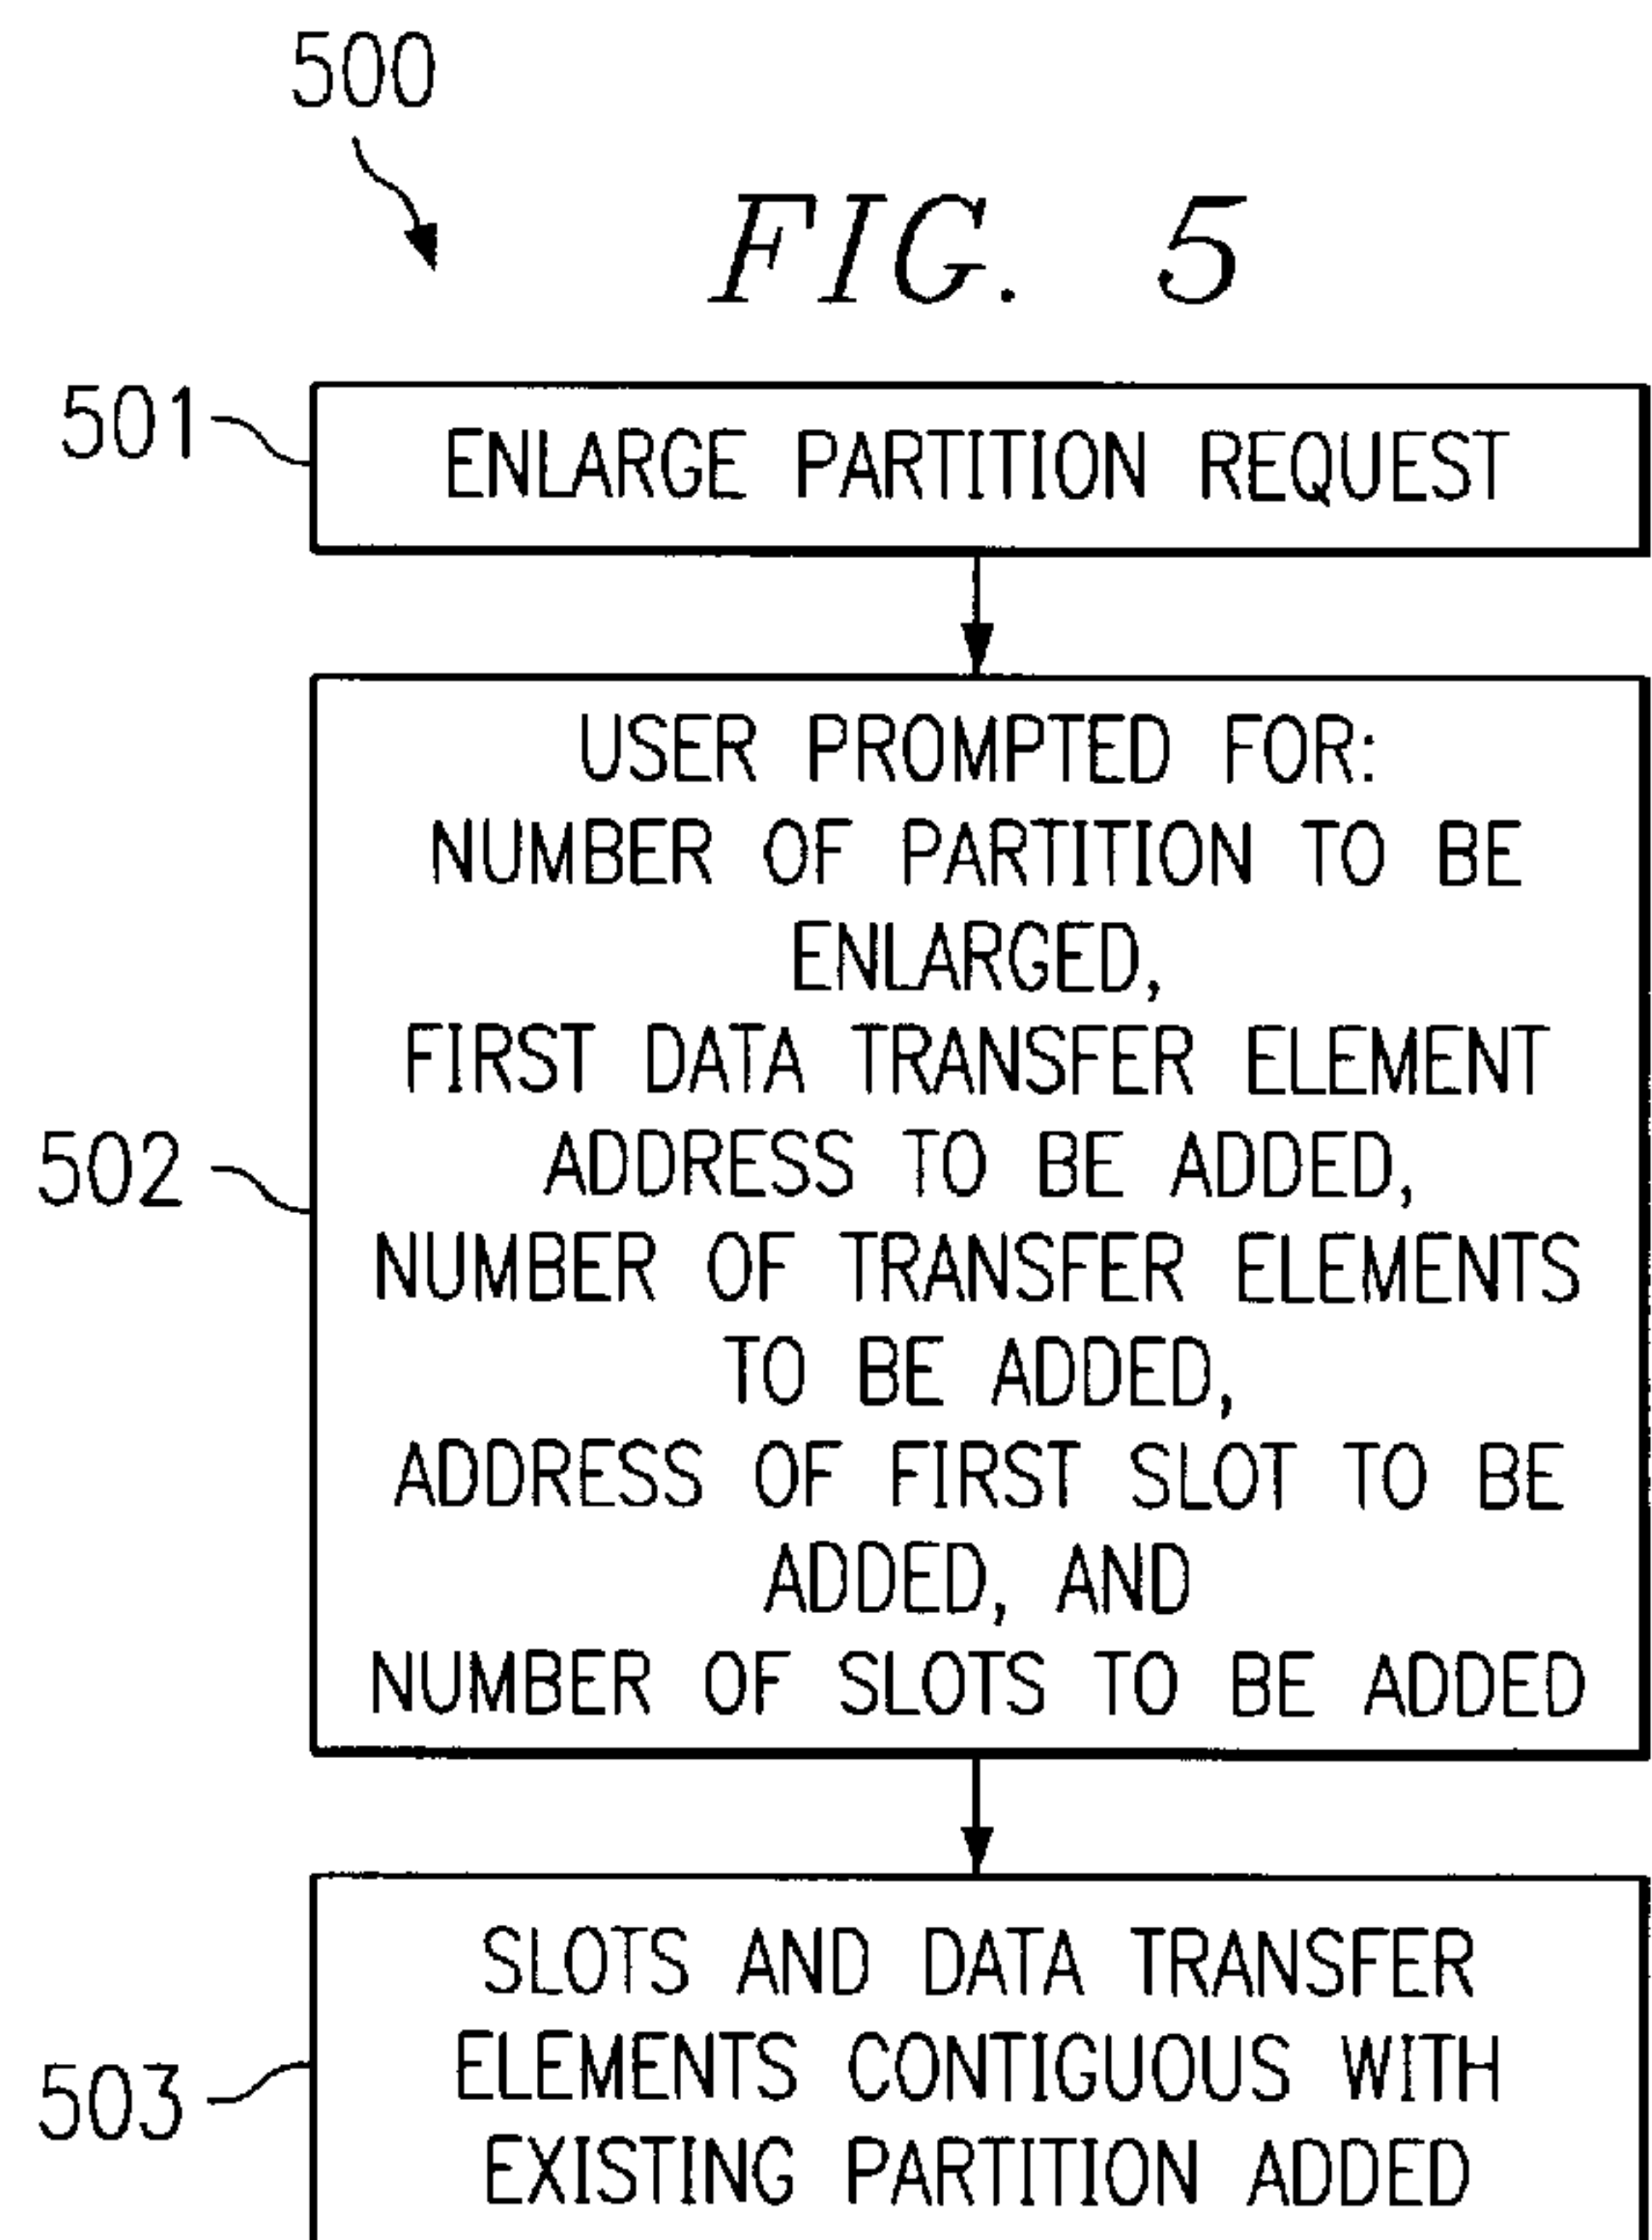 500
FIG. 5
501
ENLARGE PARTITION REQUEST
502
USER PROMPTED FOR:
NUMBER OF PARTITION TO BE
ENLARGED,
FIRST DATA TRANSFER ELEMENT
ADDRESS TO BE ADDED,
NUMBER OF TRANSFER ELEMENTS
TO BE ADDED,
ADDRESS OF FIRST SLOT TO BE
ADDED, AND
NUMBER OF SLOTS TO BE ADDED
503
SLOTS AND DATA TRANSFER
ELEMENTS CONTIGUOUS WITH
EXISTING PARTITION ADDED